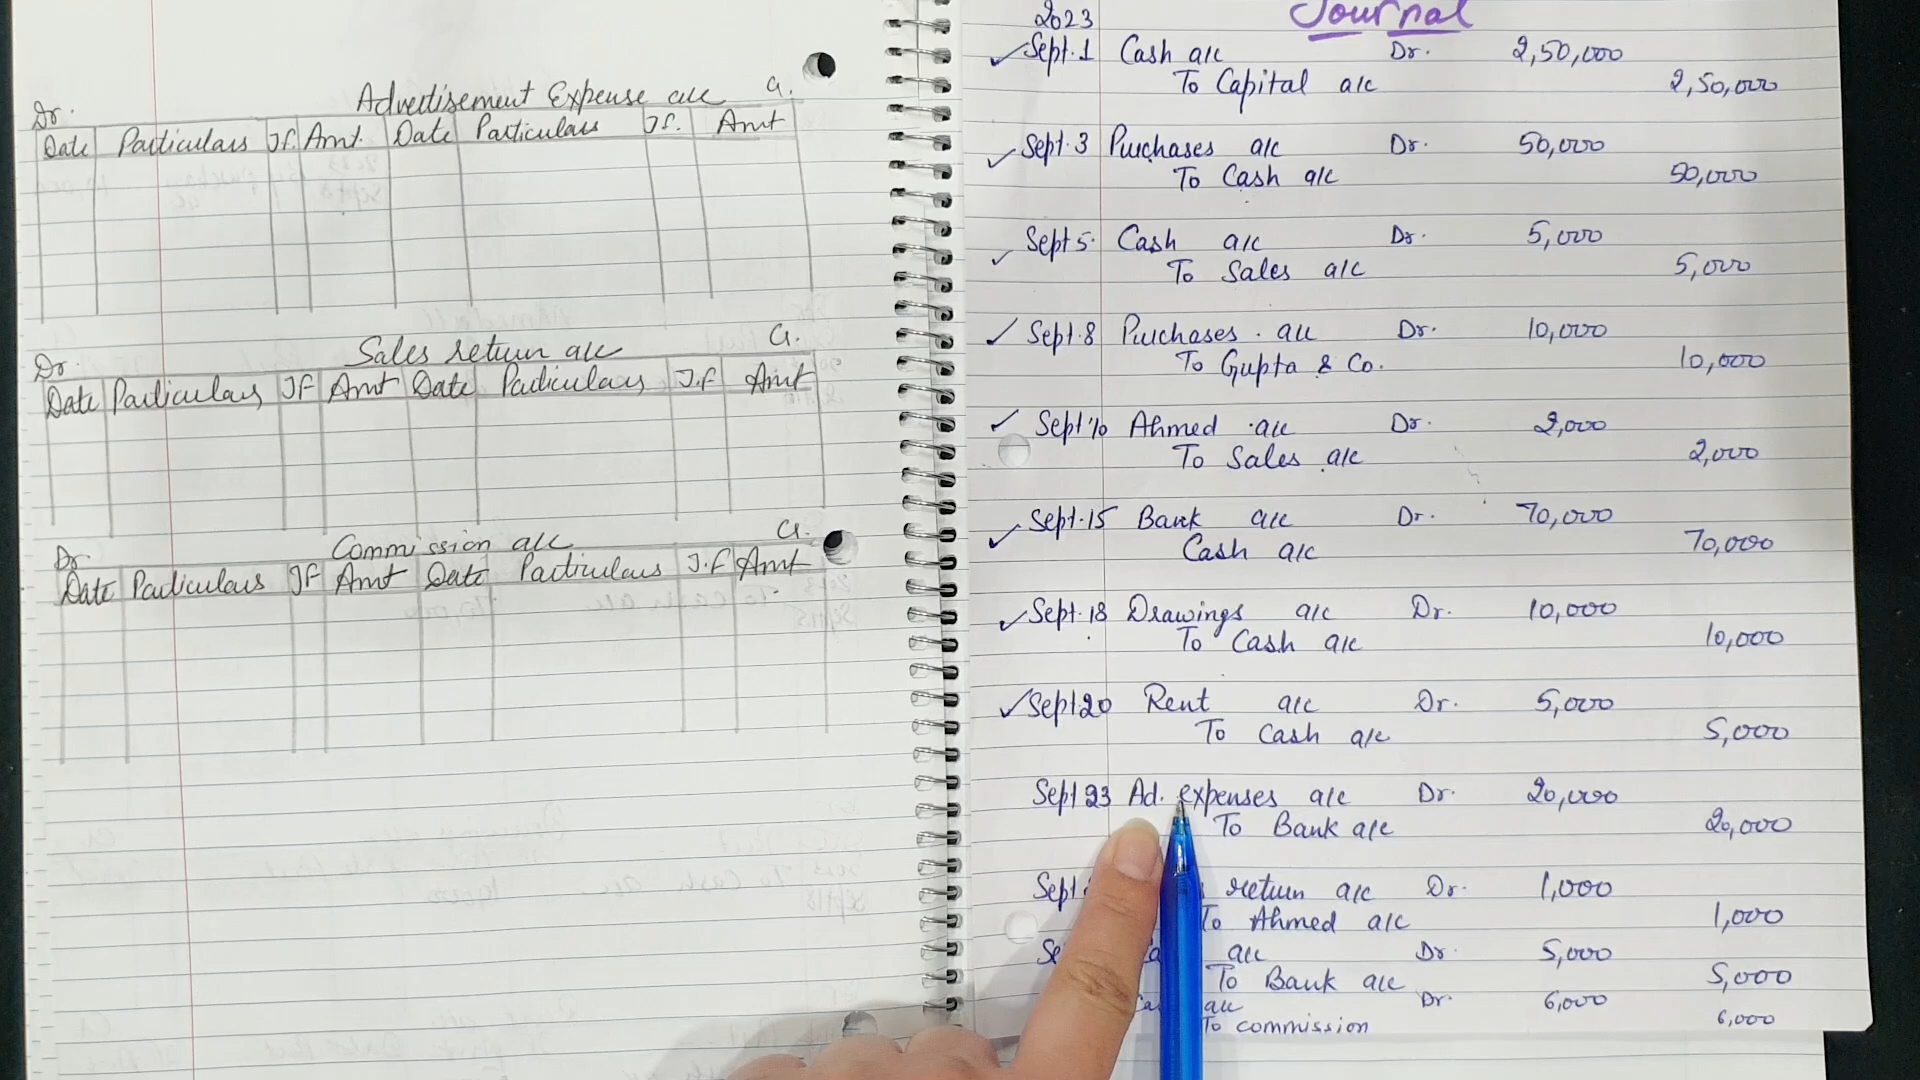 Advertisement Expense a/c
Dr. Cr.
Date Particulars J.f. Amt. Date Particulars J.f. Amt
Sales return a/c
Dr. Cr.
Date Particulars JF Amt Date Particulars J.F Amt
Commission a/c
Dr Cr.
Date Particulars JF Amt Date Particulars J.F Amt
Journal
2023
Sept.1 Cash a/c Dr. 2,50,000
To Capital a/c 2,50,000
Sept.3 Purchases a/c Dr. 50,000
To Cash a/c 50,000
Sept 5. Cash a/c Dr. 5,000
To Sales a/c 5,000
Sept.8 Purchases a/c Dr. 10,000
To Gupta & Co. 10,000
Sept 10 Ahmed a/c Dr. 2,000
To Sales a/c 2,000
Sept.15 Bank a/c Dr. 70,000
Cash a/c 70,000
Sept.18 Drawings a/c Dr. 10,000
To Cash a/c 10,000
Sept 20 Rent a/c Dr. 5,000
To Cash a/c 5,000
Sept 23 Ad. expenses a/c Dr. 20,000
To Bank a/c 20,000
Sept return a/c Dr. 1,000
To Ahmed a/c 1,000
a/c Dr. 5,000
To Bank a/c 5,000
a/c Dr. 6,000
To commission 6,000